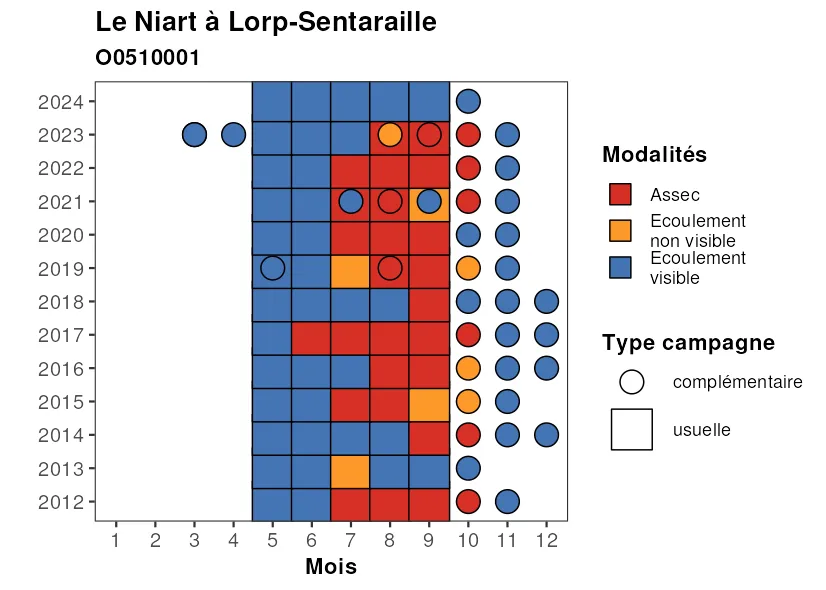 Le Niart à Lorp-Sentaraille
O0510001
2024
2023
2022
2021
2020
2019
2018
2017
2016
2015
2014
2013
2012
1 2 3 4 5 6 7 8 9 10 11 12
Mois
Modalités
Assec
Ecoulement
non visible
Ecoulement
visible
Type campagne
complémentaire
usuelle